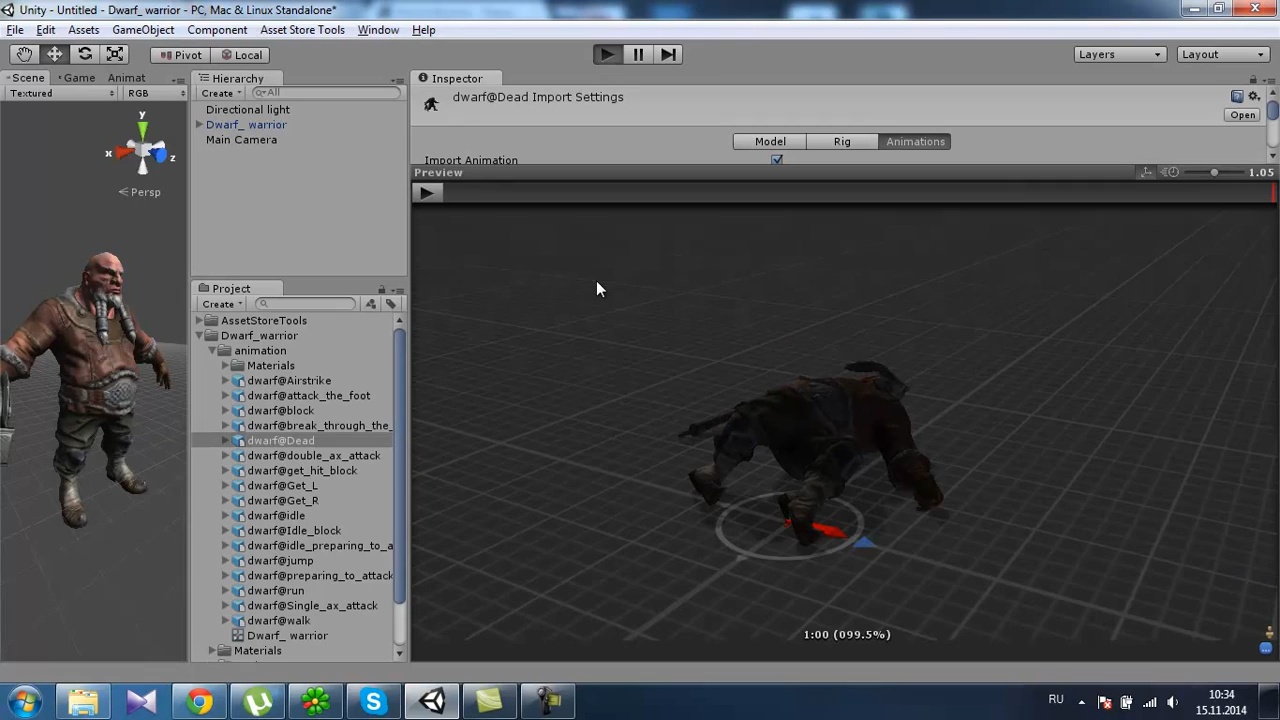 Unity - Untitled - Dwarf_ warrior - PC, Mac & Linux Standalone*
File Edit Assets GameObject Component Asset Store Tools Window Help
Pivot Local Layers Layout
Scene Game Animat
Textured RGB
y
x
z
Persp
Hierarchy
Create All
Directional light
Dwarf_ warrior
Main Camera
Project
Create
AssetStoreTools
Dwarf_warrior
animation
Materials
dwarf@Airstrike
dwarf@attack_the_foot
dwarf@block
dwarf@break_through_the_
dwarf@Dead
dwarf@double_ax_attack
dwarf@get_hit_block
dwarf@Get_L
dwarf@Get_R
dwarf@idle
dwarf@Idle_block
dwarf@idle_preparing_to_a
dwarf@jump
dwarf@preparing_to_attack
dwarf@run
dwarf@Single_ax_attack
dwarf@walk
Dwarf_ warrior
Materials
Inspector
dwarf@Dead Import Settings
Open
Model Rig Animations
Import Animation
Preview 1.05
1:00 (099.5%)
RU
10:34
15.11.2014